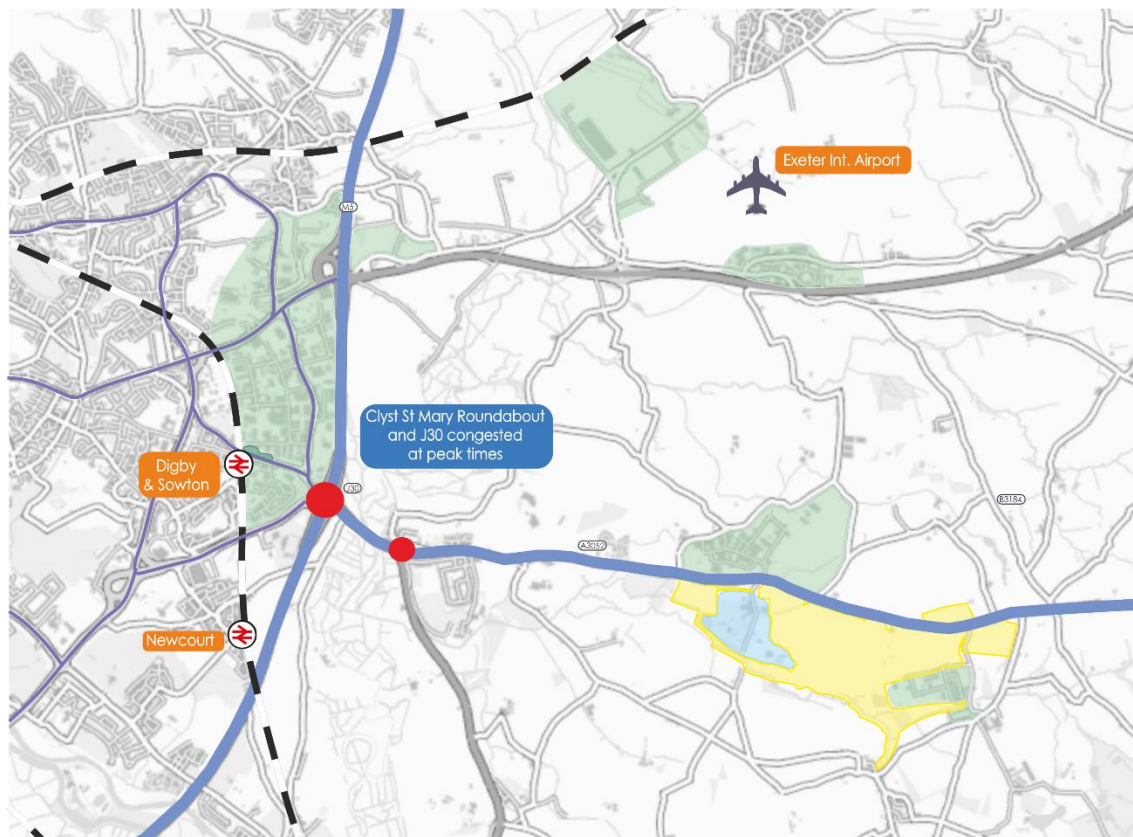 Exeter Int. Airport
M5
Clyst St Mary Roundabout
and J30 congested
at peak times
Digby
& Sowton
J30
B3184
A3052
Newcourt